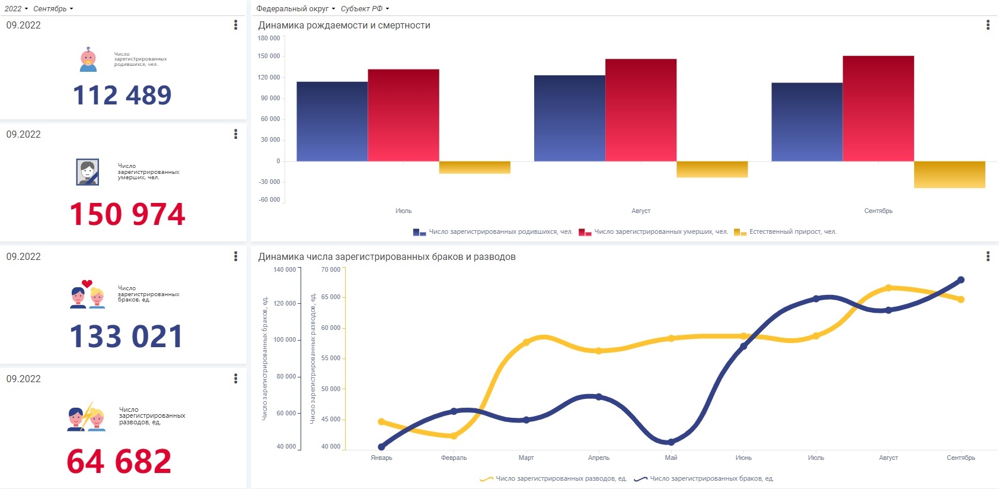 2022 Сентябрь
09.2022
Число
зарегистрированных
родившихся, чел.
112 489
09.2022
Число
зарегистрированных
умерших, чел.
150 974
09.2022
Число
зарегистрированных
браков, ед.
133 021
09.2022
Число
зарегистрированных
разводов, ед.
64 682
Федеральный округ Субъект РФ
Динамика рождаемости и смертности
180 000
150 000
120 000
90 000
60 000
30 000
0
-30 000
-60 000
Июль Август Сентябрь
Число зарегистрированных родившихся, чел. Число зарегистрированных умерших, чел. Естественный прирост, чел.
Динамика числа зарегистрированных браков и разводов
Число зарегистрированных браков, ед.
140 000
120 000
100 000
80 000
60 000
40 000
Число зарегистрированных разводов, ед.
70 000
65 000
60 000
55 000
50 000
45 000
40 000
Январь Февраль Март Апрель Май Июнь Июль Август Сентябрь
Число зарегистрированных разводов, ед. Число зарегистрированных браков, ед.